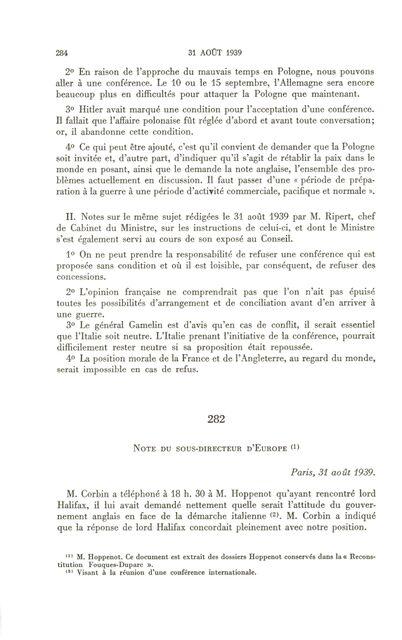 284 31 AOÛT 1939
2º En raison de l'approche du mauvais temps en Pologne, nous pouvons
aller à une conférence. Le 10 ou le 15 septembre, l'Allemagne sera encore
beaucoup plus en difficultés pour attaquer la Pologne que maintenant.
3º Hitler avait marqué une condition pour l'acceptation d'une conférence.
Il fallait que l'affaire polonaise fût réglée d'abord et avant toute conversation;
or, il abandonne cette condition.
4º Ce qui peut être ajouté, c'est qu'il convient de demander que la Pologne
soit invitée et, d'autre part, d'indiquer qu'il s'agit de rétablir la paix dans le
monde en posant, ainsi que le demande la note anglaise, l'ensemble des pro-
blèmes actuellement en discussion. Il faut passer d'une « période de prépa-
ration à la guerre à une période d'activité commerciale, pacifique et normale ».
II. Notes sur le même sujet rédigées le 31 août 1939 par M. Ripert, chef
de Cabinet du Ministre, sur les instructions de celui-ci, et dont le Ministre
s'est également servi au cours de son exposé au Conseil.
1º On ne peut prendre la responsabilité de refuser une conférence qui est
proposée sans condition et où il est loisible, par conséquent, de refuser des
concessions.
2º L'opinion française ne comprendrait pas que l'on n'ait pas épuisé
toutes les possibilités d'arrangement et de conciliation avant d'en arriver à
une guerre.
3º Le général Gamelin est d'avis qu'en cas de conflit, il serait essentiel
que l'Italie soit neutre. L'Italie prenant l'initiative de la conférence, pourrait
difficilement rester neutre si sa proposition était repoussée.
4º La position morale de la France et de l'Angleterre, au regard du monde,
serait impossible en cas de refus.
282
NOTE DU SOUS-DIRECTEUR D'EUROPE (1)
Paris, 31 août 1939.
M. Corbin a téléphoné à 18 h. 30 à M. Hoppenot qu'ayant rencontré lord
Halifax, il lui avait demandé nettement quelle serait l'attitude du gouver-
nement anglais en face de la démarche italienne (2). M. Corbin a indiqué
que la réponse de lord Halifax concordait pleinement avec notre position.
(1) M. Hoppenot. Ce document est extrait des dossiers Hoppenot conservés dans la « Recons-
titution Fouques-Duparc ».
(2) Visant à la réunion d'une conférence internationale.